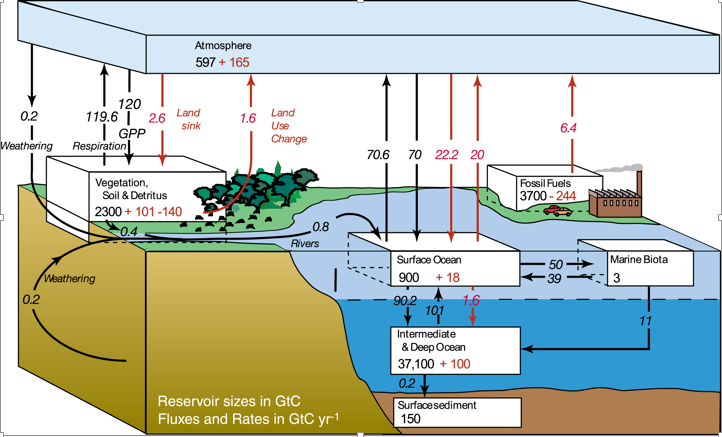 Atmosphere
597 + 165
0.2
Weathering
119.6
Respiration
120
GPP
2.6
Land
sink
1.6
Land
Use
Change
70.6
70
22.2
20
6.4
Vegetation,
Soil & Detritus
2300 + 101 -140
Fossil Fuels
3700 - 244
0.4
0.8
Rivers
Weathering
0.2
Surface Ocean
900 + 18
50
39
Marine Biota
3
90.2
101
1.6
11
Intermediate
& Deep Ocean
37,100 + 100
0.2
Surface sediment
150
Reservoir sizes in GtC
Fluxes and Rates in GtC yr-1